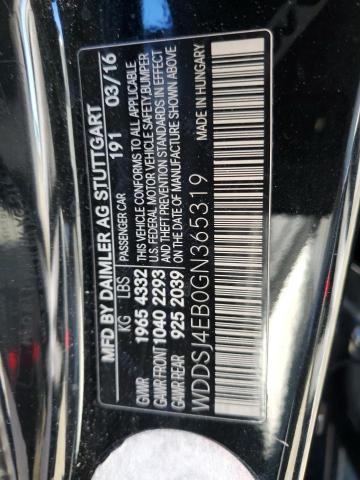 MFD BY DAIMLER AG STUTTGART
191 03/16
KG LBS PASSENGER CAR
GVWR 1965 4332 THIS VEHICLE CONFORMS TO ALL APPLICABLE
U.S. FEDERAL MOTOR VEHICLE SAFETY, BUMPER
GAWR FRONT 1040 2293 AND THEFT PREVENTION STANDARDS IN EFFECT
GAWR REAR 925 2039 ON THE DATE OF MANUFACTURE SHOWN ABOVE
WDDSJ4EB0GN365319 MADE IN HUNGARY